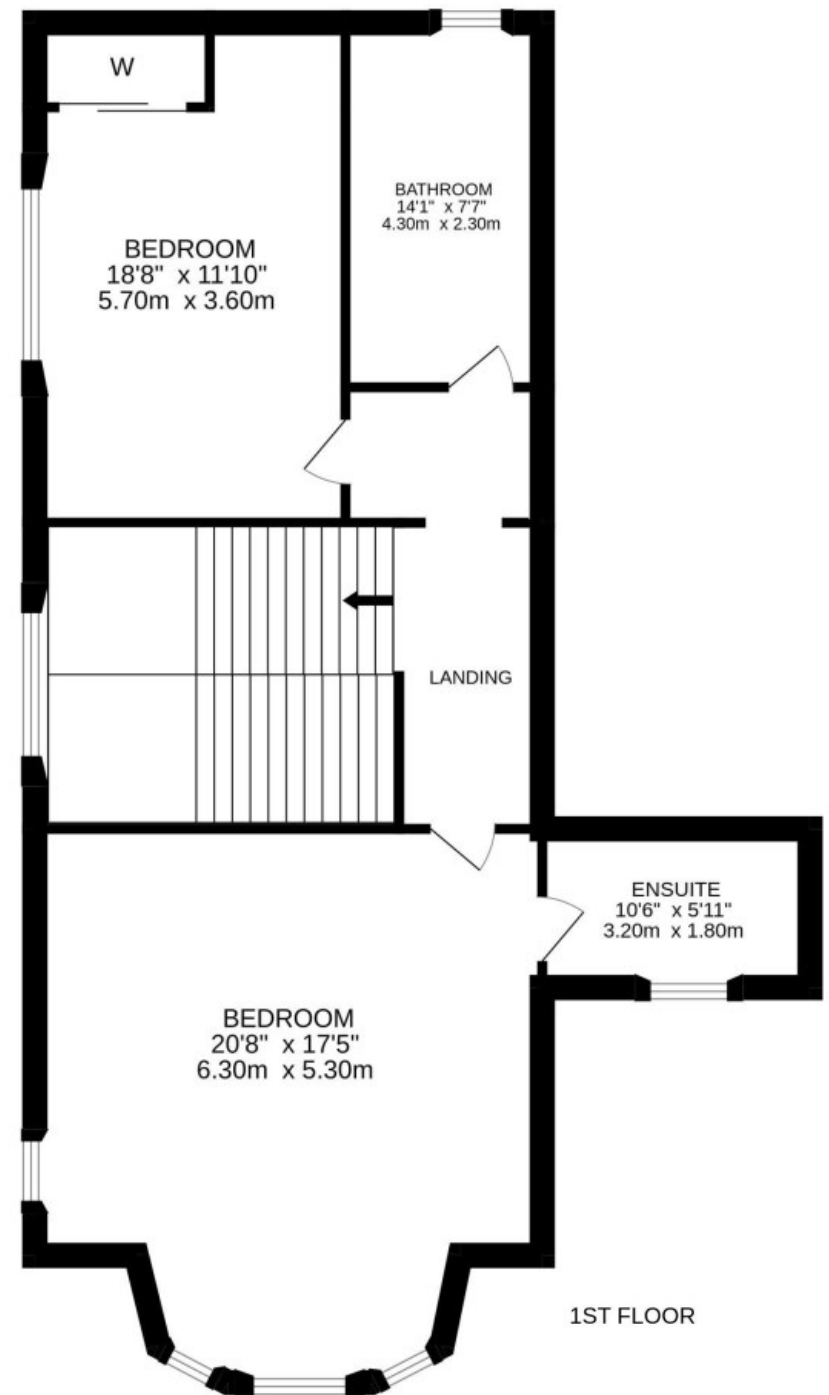 W
BATHROOM
14'1" x 7'7"
4.30m x 2.30m
BEDROOM
18'8" x 11'10"
5.70m x 3.60m
LANDING
ENSUITE
10'6" x 5'11"
3.20m x 1.80m
BEDROOM
20'8" x 17'5"
6.30m x 5.30m
1ST FLOOR